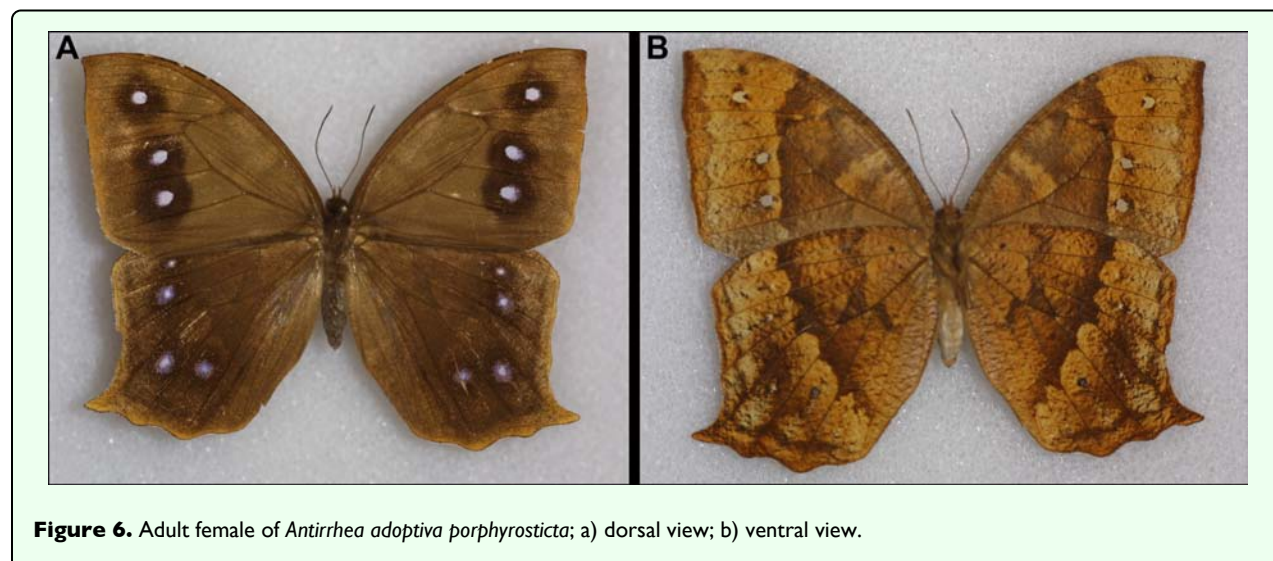 A
B
Figure 6. Adult female of Antirrhea adoptiva porphyrosticta; a) dorsal view; b) ventral view.